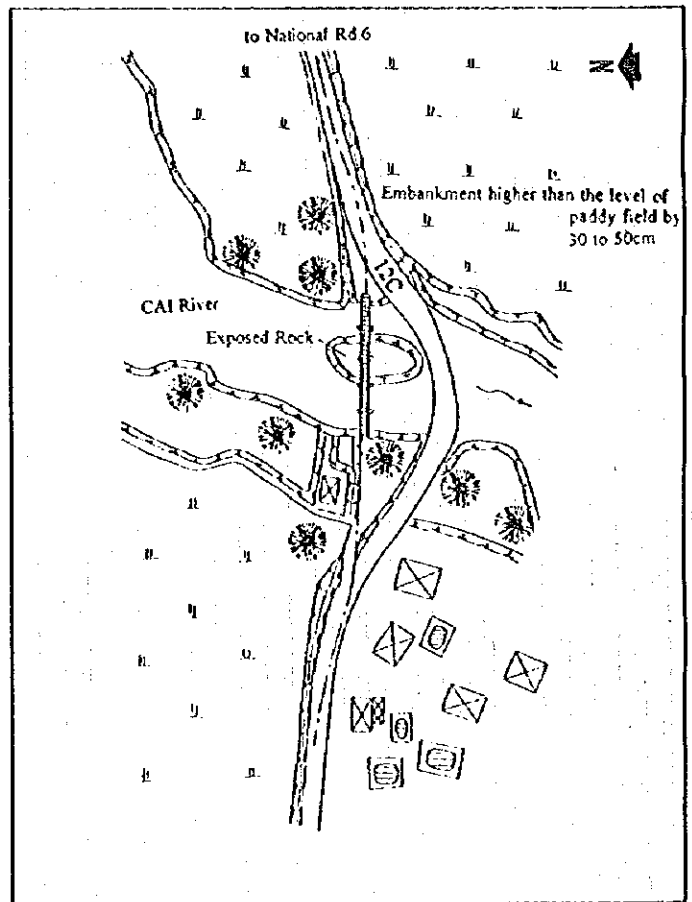 to National Rd.6
N
Embankment higher than the level of
paddy field by
30 to 50cm
12C
CAI River
Exposed Rock